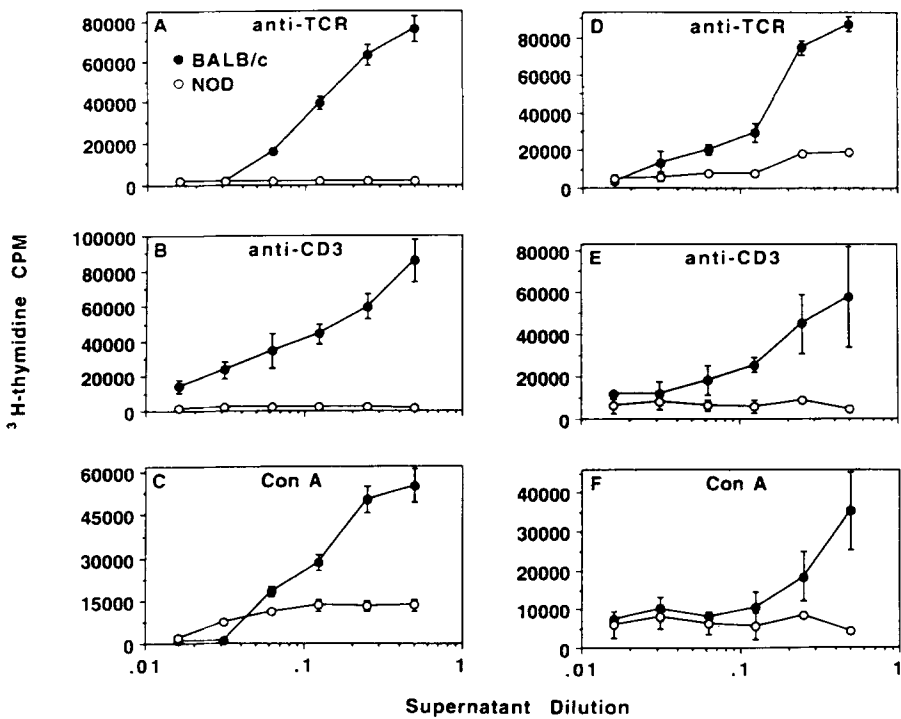 A
anti-TCR
80000
60000
40000
20000
0
● BALB/c
○ NOD
D
anti-TCR
80000
60000
40000
20000
0
B
anti-CD3
100000
80000
60000
40000
20000
0
E
anti-CD3
80000
60000
40000
20000
0
C
Con A
60000
45000
30000
15000
0
.01
.1
1
F
Con A
40000
30000
20000
10000
0
.01
.1
1
³H-thymidine CPM
Supernatant Dilution